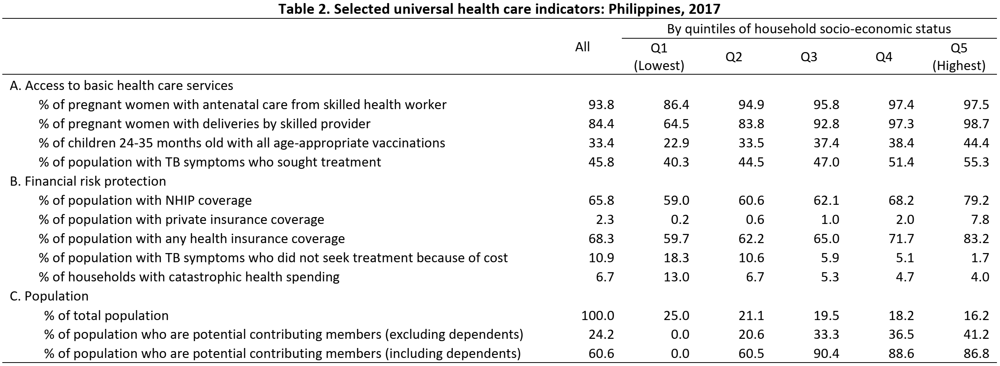 Table 2. Selected universal health care indicators: Philippines, 2017
By quintiles of household socio-economic status
All Q1 (Lowest) Q2 Q3 Q4 Q5 (Highest)
A. Access to basic health care services
% of pregnant women with antenatal care from skilled health worker 93.8 86.4 94.9 95.8 97.4 97.5
% of pregnant women with deliveries by skilled provider 84.4 64.5 83.8 92.8 97.3 98.7
% of children 24-35 months old with all age-appropriate vaccinations 33.4 22.9 33.5 37.4 38.4 44.4
% of population with TB symptoms who sought treatment 45.8 40.3 44.5 47.0 51.4 55.3
B. Financial risk protection
% of population with NHIP coverage 65.8 59.0 60.6 62.1 68.2 79.2
% of population with private insurance coverage 2.3 0.2 0.6 1.0 2.0 7.8
% of population with any health insurance coverage 68.3 59.7 62.2 65.0 71.7 83.2
% of population with TB symptoms who did not seek treatment because of cost 10.9 18.3 10.6 5.9 5.1 1.7
% of households with catastrophic health spending 6.7 13.0 6.7 5.3 4.7 4.0
C. Population
% of total population 100.0 25.0 21.1 19.5 18.2 16.2
% of population who are potential contributing members (excluding dependents) 24.2 0.0 20.6 33.3 36.5 41.2
% of population who are potential contributing members (including dependents) 60.6 0.0 60.5 90.4 88.6 86.8